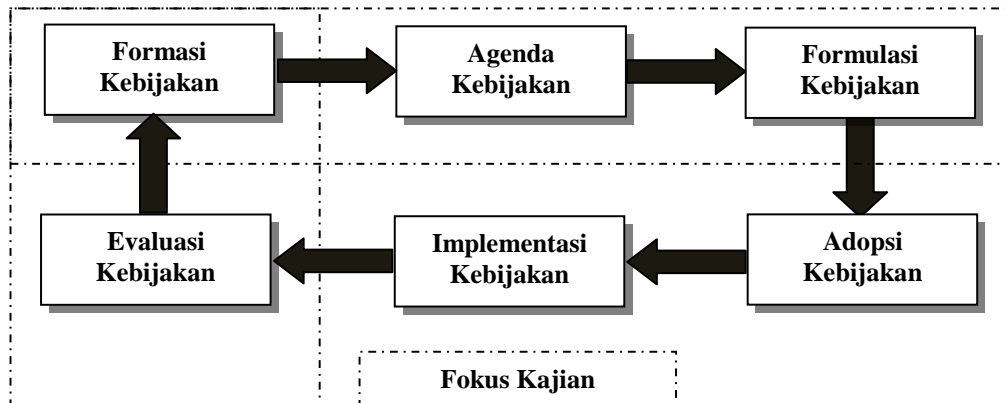 Formasi
Kebijakan
Agenda
Kebijakan
Formulasi
Kebijakan
Evaluasi
Kebijakan
Implementasi
Kebijakan
Adopsi
Kebijakan
Fokus Kajian